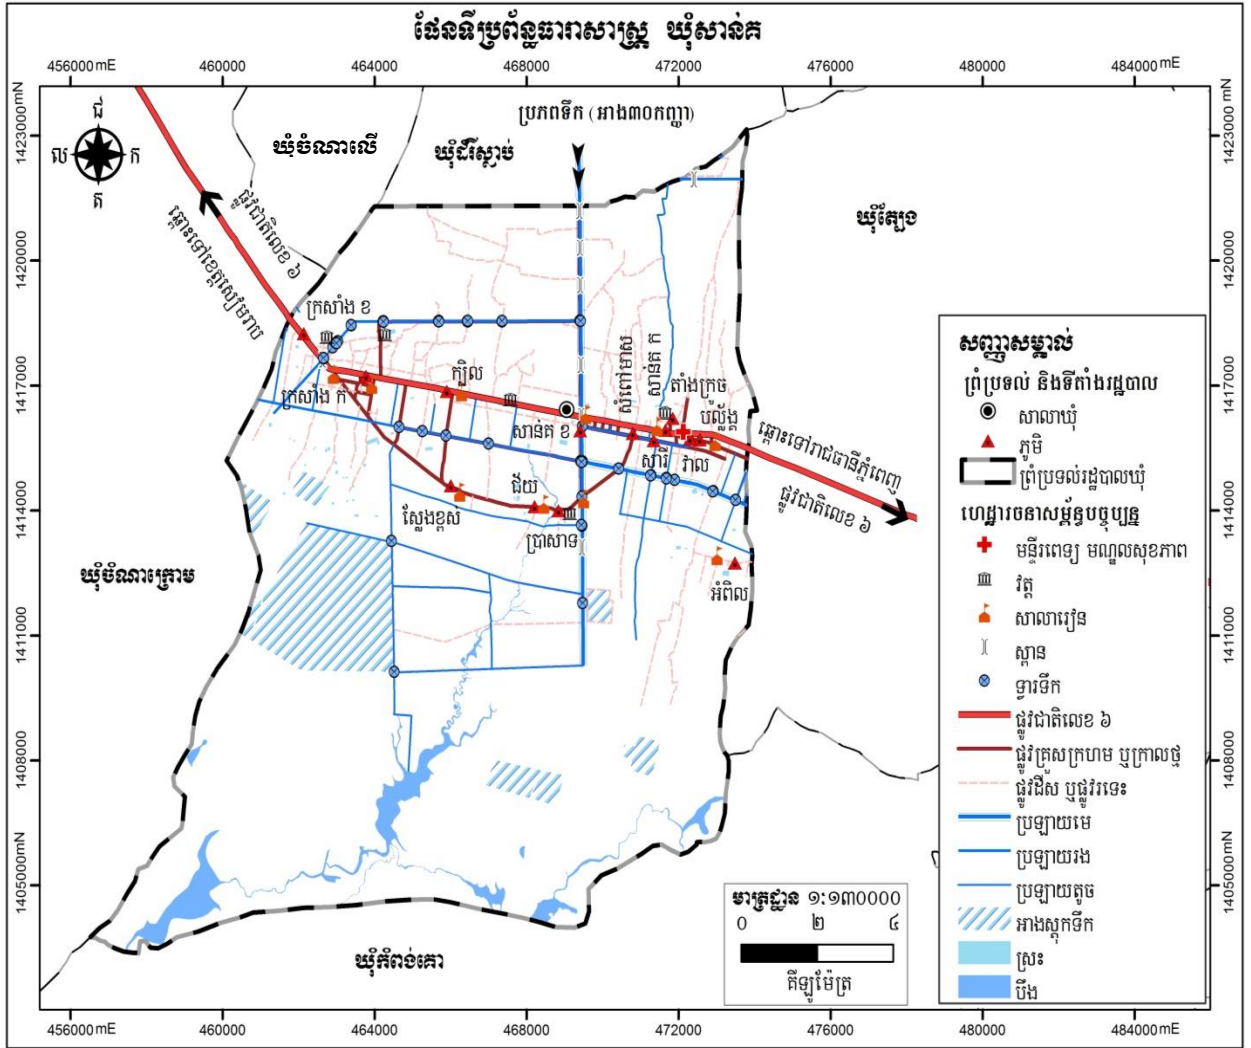 ផែនទីប្រព័ន្ធធារាសាស្ត្រ ឃុំសាន់គ
456000mE 460000 464000 468000 472000 476000 480000 484000mE
1423000mN
1420000
1417000
1414000
1411000
1408000
1405000mN
1423000 mN
1420000
1417000
1414000
1411000
1408000
1405000mN
ជ
ល
ក
ត
ប្រភពទឹក (អាង៣០កញ្ញា)
ឃុំចំណាលើ
ឃុំជីស្លាប់
ឃុំត្បែង
ផ្លូវជាតិលេខ ៦
ឆ្ពោះទៅខេត្តសៀមរាប
ក្រសាំង ខ
ក្រសាំង ក
ក្បិល
សាន់គ ខ
សំពៅមាស
សាន់គ ក
តាំងក្រូច
បល្ល័ង្គ
ស្វារី
វាល
ជ័យ
ស្លែងខ្ពស់
ប្រាសាទ
អំពិល
ឆ្ពោះទៅរាជធានីភ្នំពេញ
ផ្លូវជាតិលេខ ៦
ឃុំចំណាក្រោម
ឃុំកំពង់គោ
សញ្ញាសម្គាល់
ព្រំប្រទល់ និងទីតាំងរដ្ឋបាល
សាលាឃុំ
ភូមិ
ព្រំប្រទល់រដ្ឋបាលឃុំ
ហេដ្ឋារចនាសម្ព័ន្ធបច្ចុប្បន្ន
មន្ទីរពេទ្យ មណ្ឌលសុខភាព
វត្ត
សាលារៀន
ស្ពាន
ទ្វារទឹក
ផ្លូវជាតិលេខ ៦
ផ្លូវគ្រួសក្រហម ឬក្រាលថ្ម
ផ្លូវដីស ឬផ្លូវរទេះ
ប្រឡាយមេ
ប្រឡាយរង
ប្រឡាយតូច
អាងស្តុកទឹក
ស្រះ
បឹង
មាត្រដ្ឋាន ១:១៣០០០០
0 ២ ៤
គីឡូម៉ែត្រ
456000mE 460000 464000 468000 472000 476000 480000 484000mE